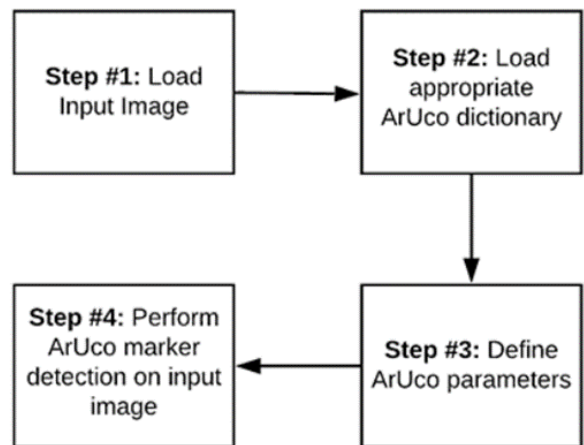 Step #1: Load
Input Image
Step #2: Load
appropriate
ArUco dictionary
Step #3: Define
ArUco parameters
Step #4: Perform
ArUco marker
detection on input
image